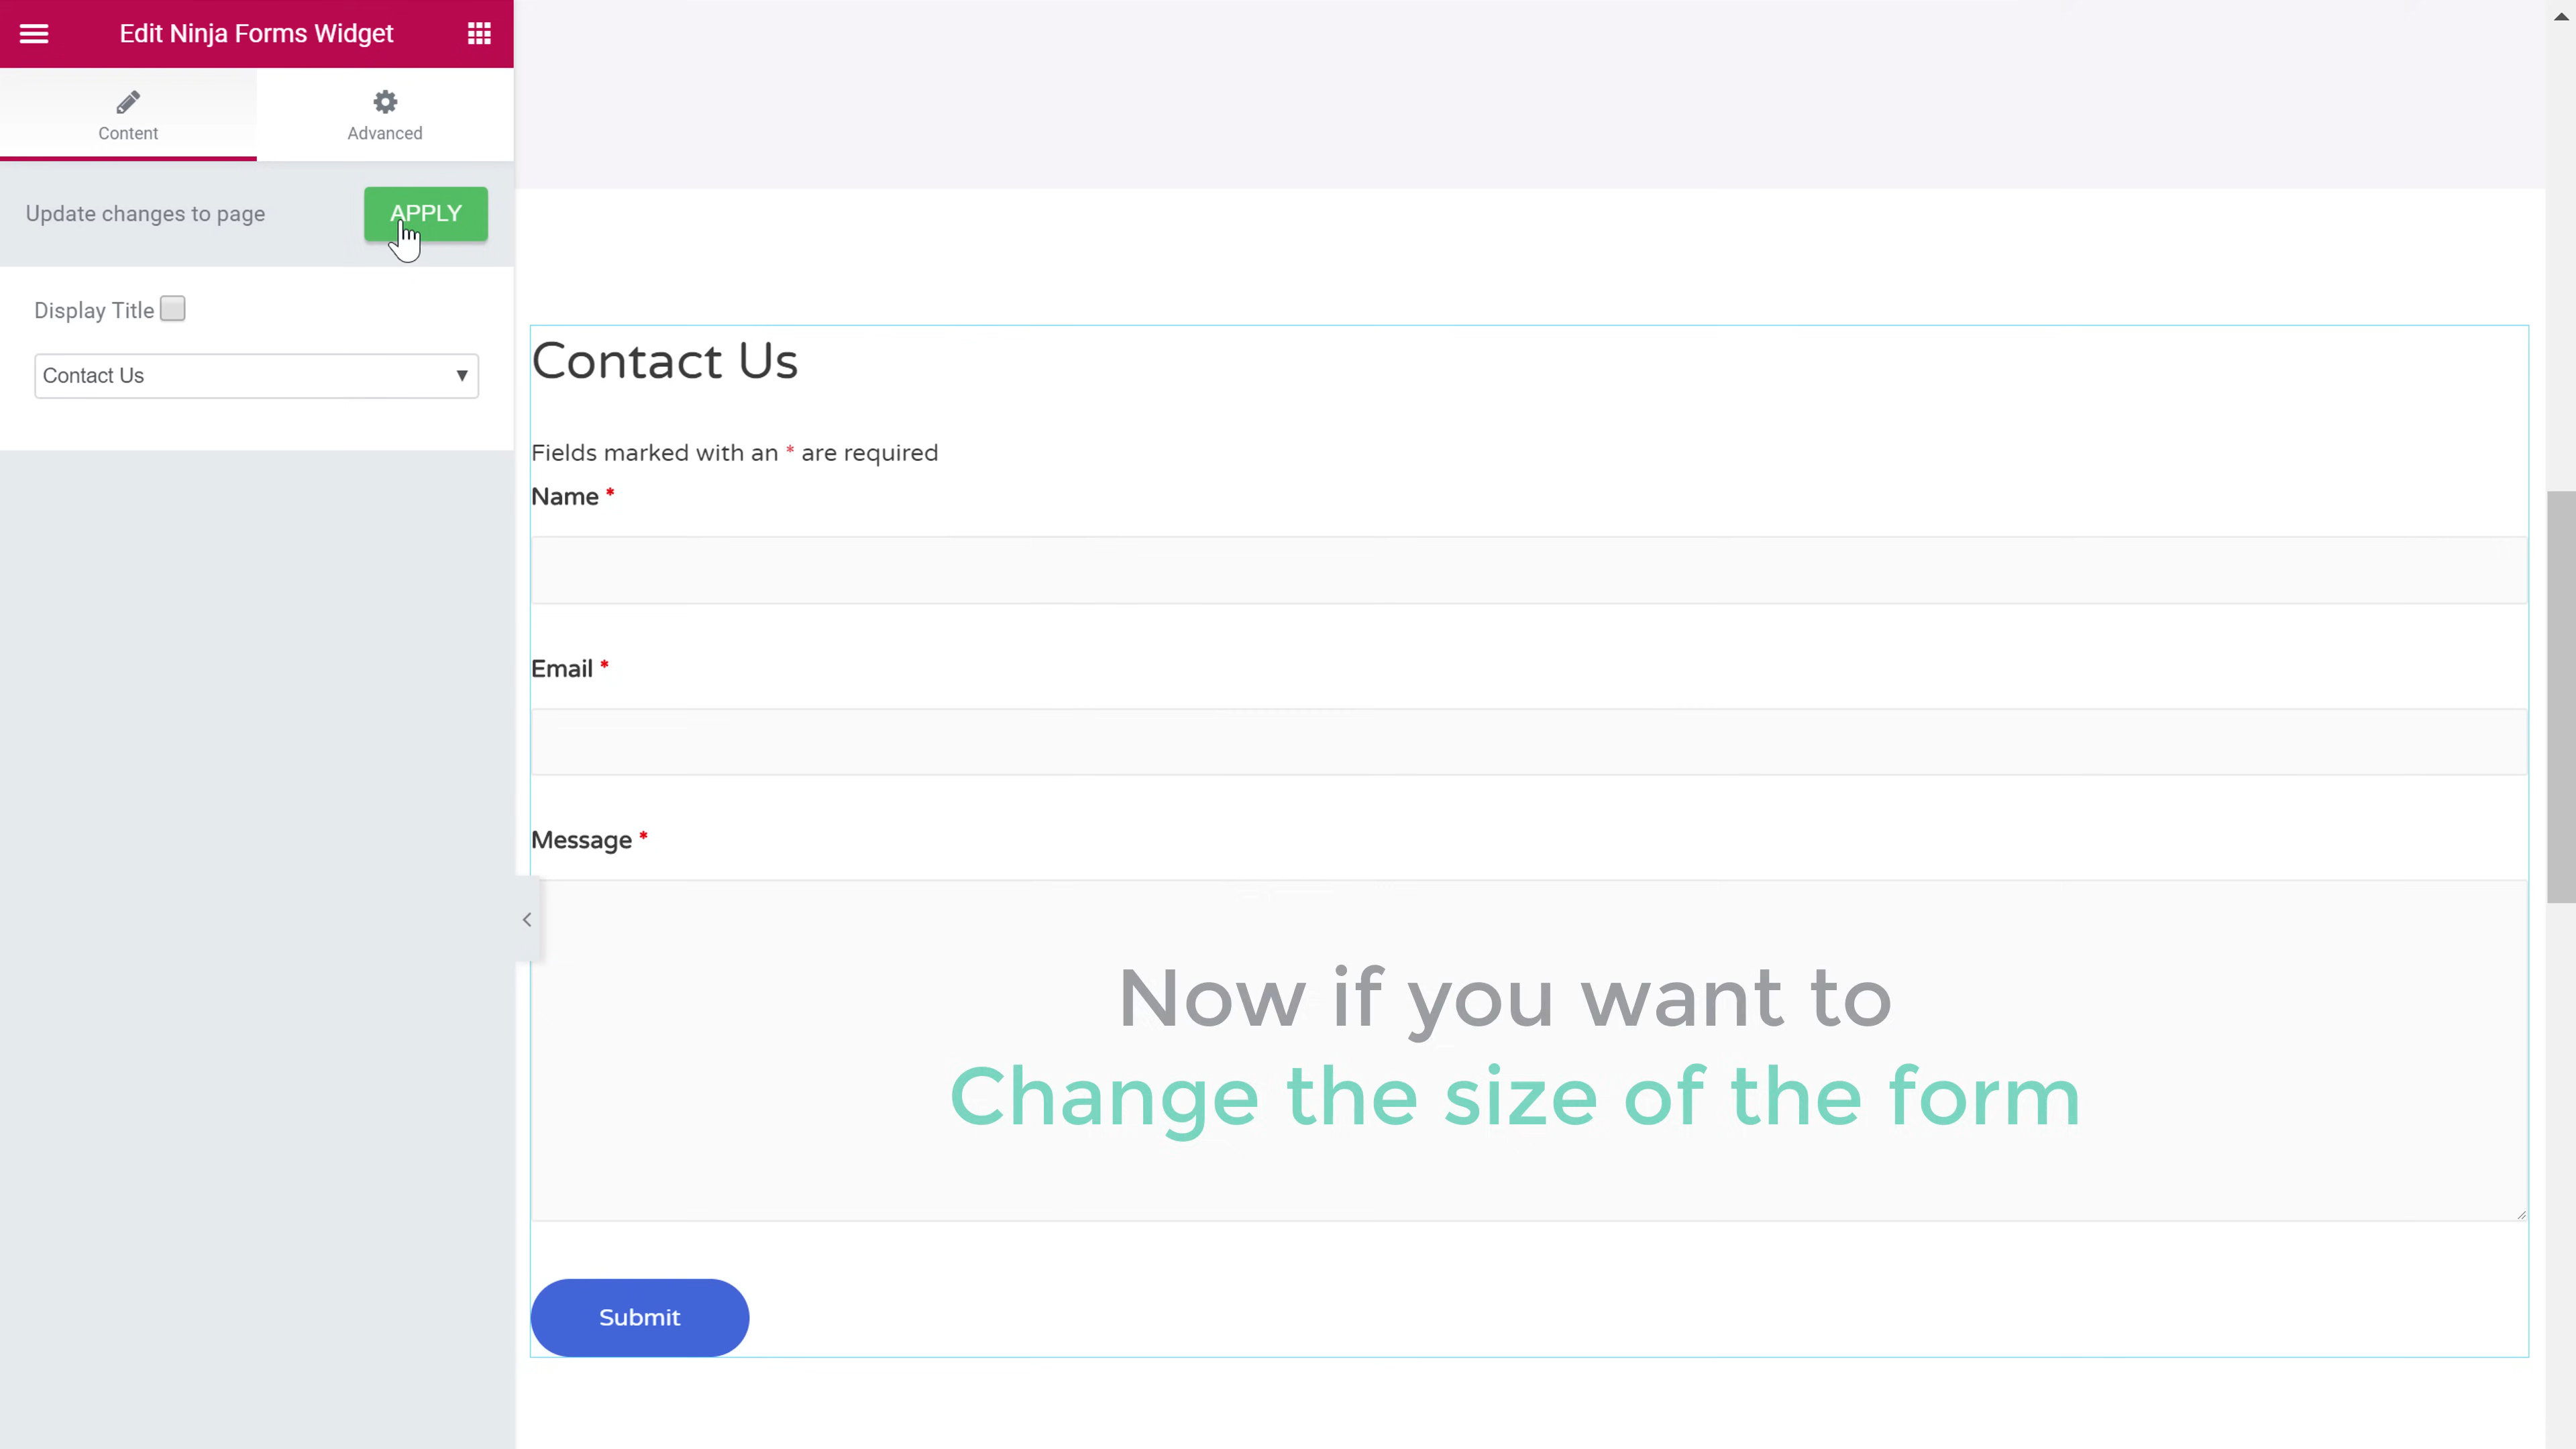 Edit Ninja Forms Widget
Content
Advanced
Update changes to page
APPLY
Display Title
Contact Us
Contact Us
Fields marked with an * are required
Name *
Email *
Message *
Now if you want to
Change the size of the form
Submit